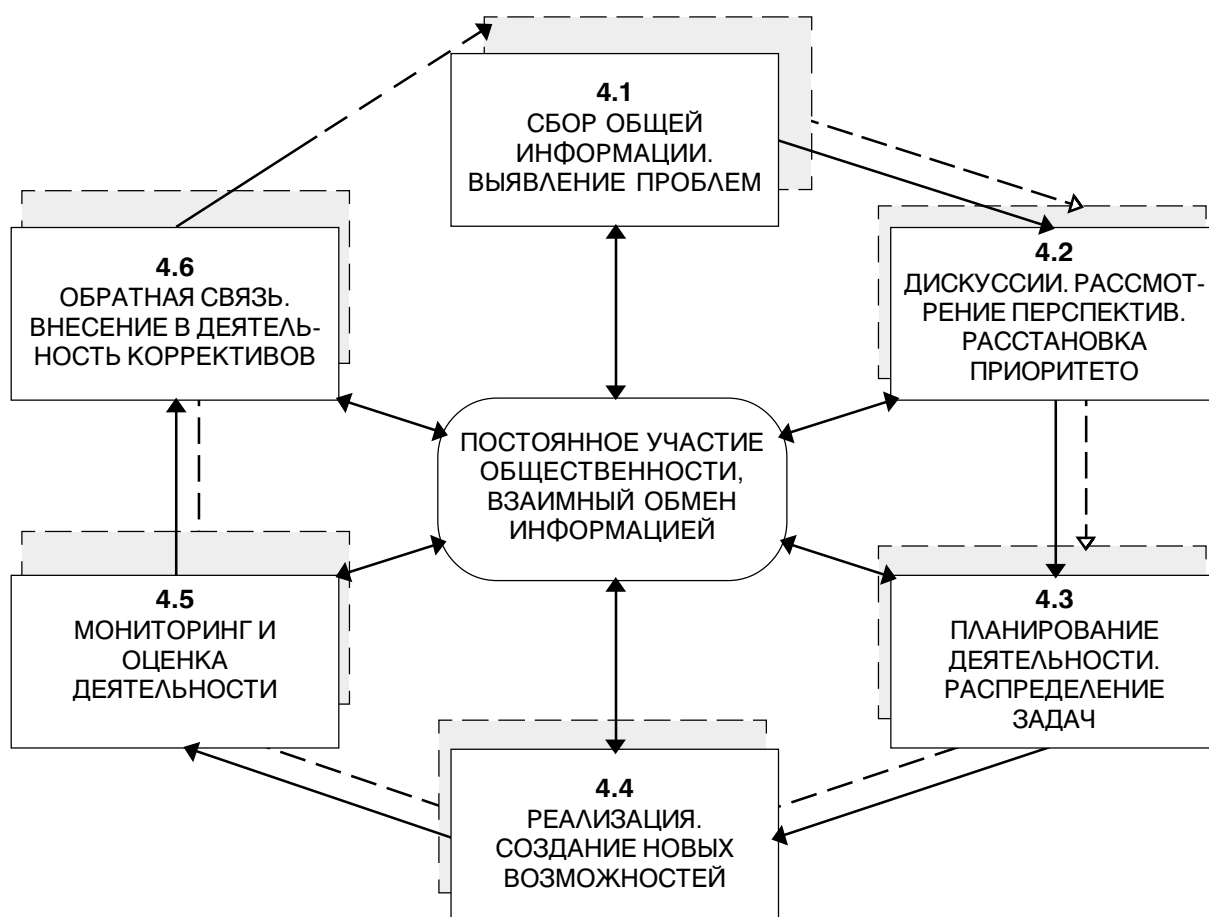 4.1
СБОР ОБЩЕЙ
ИНФОРМАЦИИ.
ВЫЯВЛЕНИЕ ПРОБЛЕМ
4.2
ДИСКУССИИ. РАССМОТ-
РЕНИЕ ПЕРСПЕКТИВ.
РАССТАНОВКА
ПРИОРИТЕТО
4.6
ОБРАТНАЯ СВЯЗЬ.
ВНЕСЕНИЕ В ДЕЯТЕЛЬ-
НОСТЬ КОРРЕКТИВОВ
ПОСТОЯННОЕ УЧАСТИЕ
ОБЩЕСТВЕННОСТИ,
ВЗАИМНЫЙ ОБМЕН
ИНФОРМАЦИЕЙ
4.5
МОНИТОРИНГ И
ОЦЕНКА
ДЕЯТЕЛЬНОСТИ
4.3
ПЛАНИРОВАНИЕ
ДЕЯТЕЛЬНОСТИ.
РАСПРЕДЕЛЕНИЕ
ЗАДАЧ
4.4
РЕАЛИЗАЦИЯ.
СОЗДАНИЕ НОВЫХ
ВОЗМОЖНОСТЕЙ